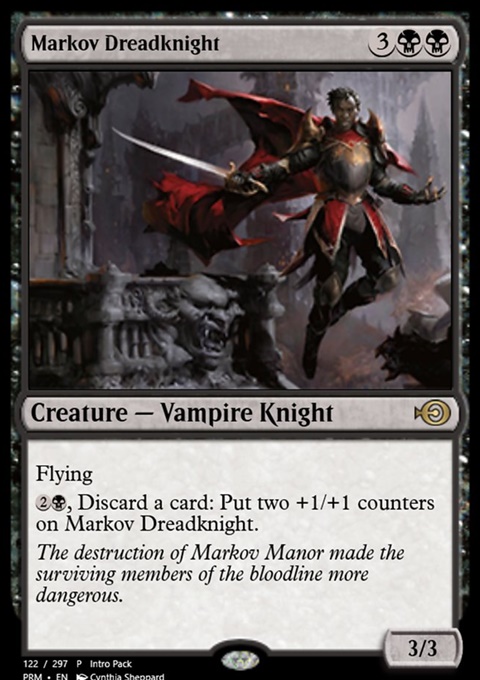 Markov Dreadknight 3
Creature — Vampire Knight
Flying
2, Discard a card: Put two +1/+1 counters
on Markov Dreadknight.
The destruction of Markov Manor made the
surviving members of the bloodline more
dangerous.
3/3
122 / 297 P Intro Pack
PRM • EN Cynthia Sheppard